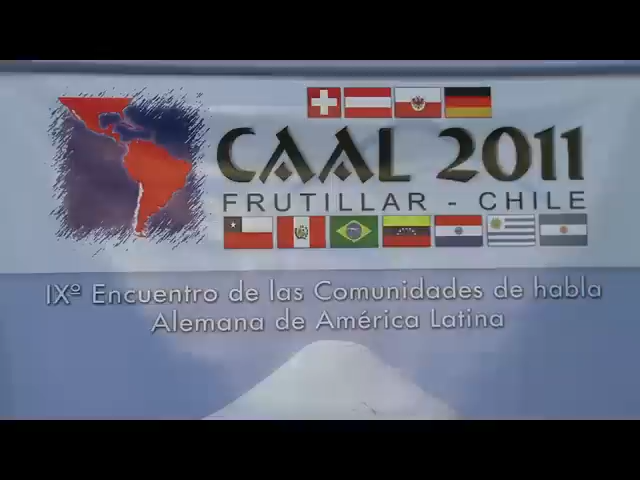 CAAL 2011
FRUTILLAR - CHILE
IXº Encuentro de las Comunidades de habla
Alemana de América Latina